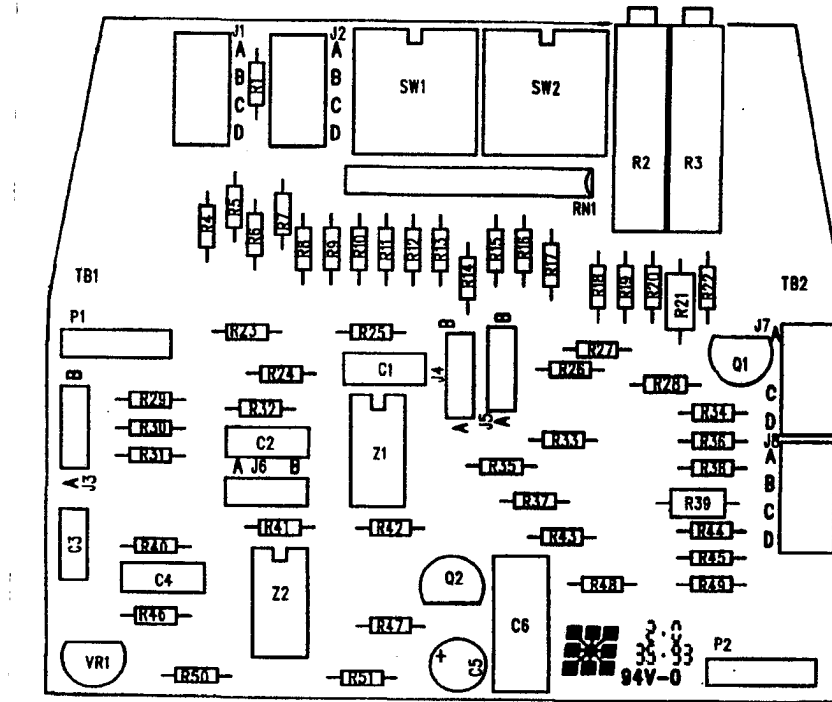 J1
A
B
C
D
R1
J2
A
B
C
D
SW1
SW2
R2
R3
RN1
R4
R5
R6
R7
R8
R9
R10
R11
R12
R13
R14
R15
R16
R17
R18
R19
R20
R21
R22
TB1
TB2
P1
R23
R25
B
B
J7
A
C
D
R27
Q1
R24
C1
J4
R26
R28
B
R29
R32
A
J5
A
R34
R30
C2
Z1
R33
R36
J8
R31
A J6 B
R35
R38
A
B
C
D
A
J3
R37
R39
C3
R41
R42
R43
R44
R40
R45
C4
Z2
Q2
C6
R48
R49
R46
R47
VR1
C5
+
P2
R50
R51
94V-0